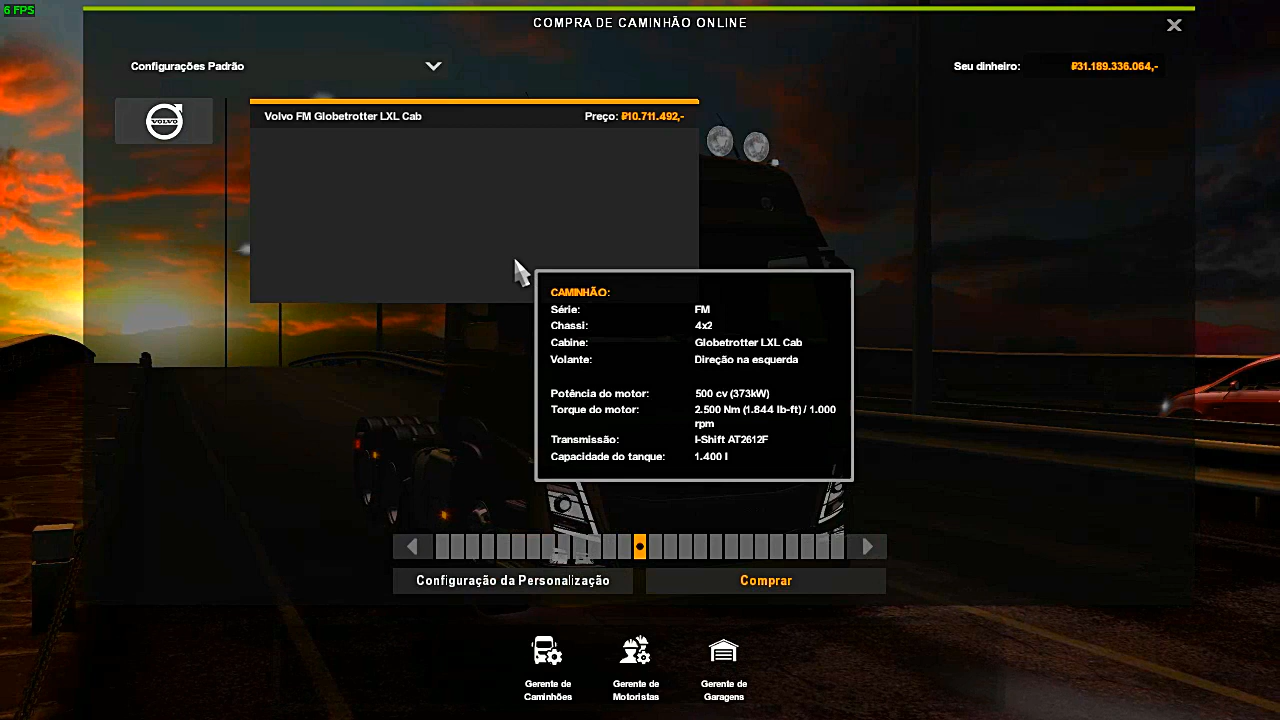 6 FPS
COMPRA DE CAMINHÃO ONLINE
Configurações Padrão
Seu dinheiro: ₽31.189.336.064,-
VOLVO
Volvo FM Globetrotter LXL Cab Preço: ₽10.711.492,-
CAMINHÃO:
Série: FM
Chassi: 4x2
Cabine: Globetrotter LXL Cab
Volante: Direção na esquerda
Potência do motor: 500 cv (373kW)
Torque do motor: 2.500 Nm (1.844 lb-ft) / 1.000
rpm
Transmissão: I-Shift AT2612F
Capacidade do tanque: 1.400 l
Configuração da Personalização
Comprar
Gerente de
Caminhões
Gerente de
Motoristas
Gerente de
Garagens